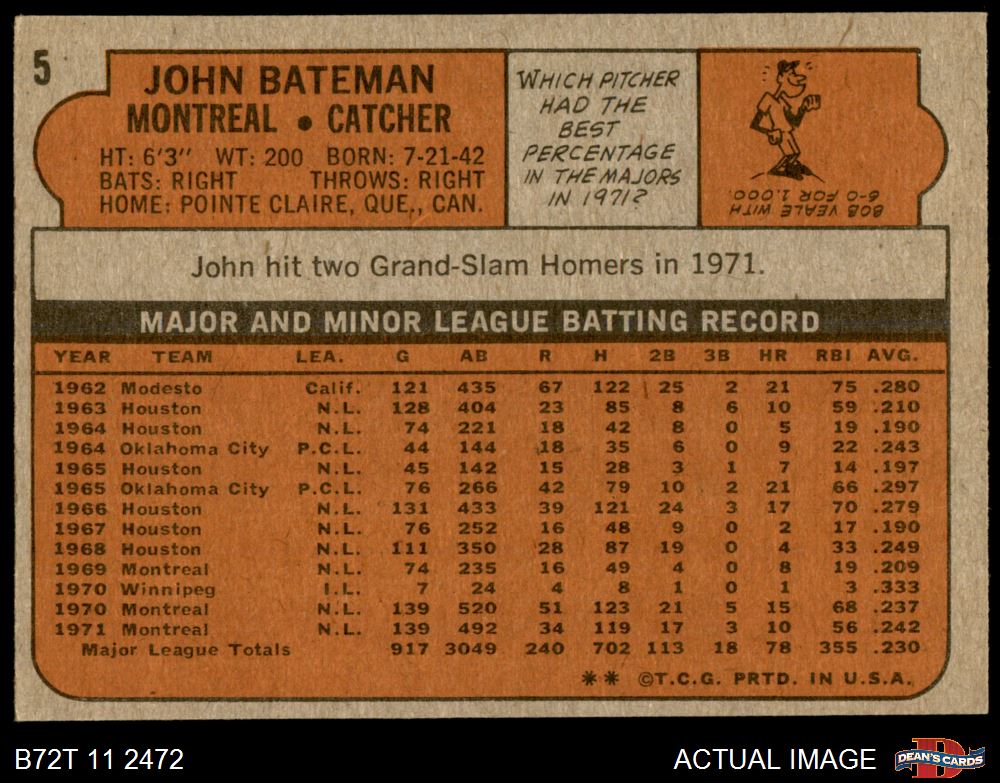 5
JOHN BATEMAN
MONTREAL • CATCHER
HT: 6'3" WT: 200 BORN: 7-21-42
BATS: RIGHT THROWS: RIGHT
HOME: POINTE CLAIRE, QUE., CAN.
WHICH PITCHER
HAD THE
BEST
PERCENTAGE
IN THE MAJORS
IN 1971?
BOB VEALE WITH
6-0 FOR 1.000.
John hit two Grand-Slam Homers in 1971.
MAJOR AND MINOR LEAGUE BATTING RECORD
YEAR TEAM LEA. G AB R H 2B 3B HR RBI AVG.
1962 Modesto Calif. 121 435 67 122 25 2 21 75 .280
1963 Houston N.L. 128 404 23 85 8 6 10 59 .210
1964 Houston N.L. 74 221 18 42 8 0 5 19 .190
1964 Oklahoma City P.C.L. 44 144 18 35 6 0 9 22 .243
1965 Houston N.L. 45 142 15 28 3 1 7 14 .197
1965 Oklahoma City P.C.L. 76 266 42 79 10 2 21 66 .297
1966 Houston N.L. 131 433 39 121 24 3 17 70 .279
1967 Houston N.L. 76 252 16 48 9 0 2 17 .190
1968 Houston N.L. 111 350 28 87 19 0 4 33 .249
1969 Montreal N.L. 74 235 16 49 4 0 8 19 .209
1970 Winnipeg I.L. 7 24 4 8 1 0 1 3 .333
1970 Montreal N.L. 139 520 51 123 21 5 15 68 .237
1971 Montreal N.L. 139 492 34 119 17 3 10 56 .242
Major League Totals 917 3049 240 702 113 18 78 355 .230
** ©T.C.G. PRTD. IN U.S.A.
B72T 11 2472
ACTUAL IMAGE
D
DEAN'S CARDS